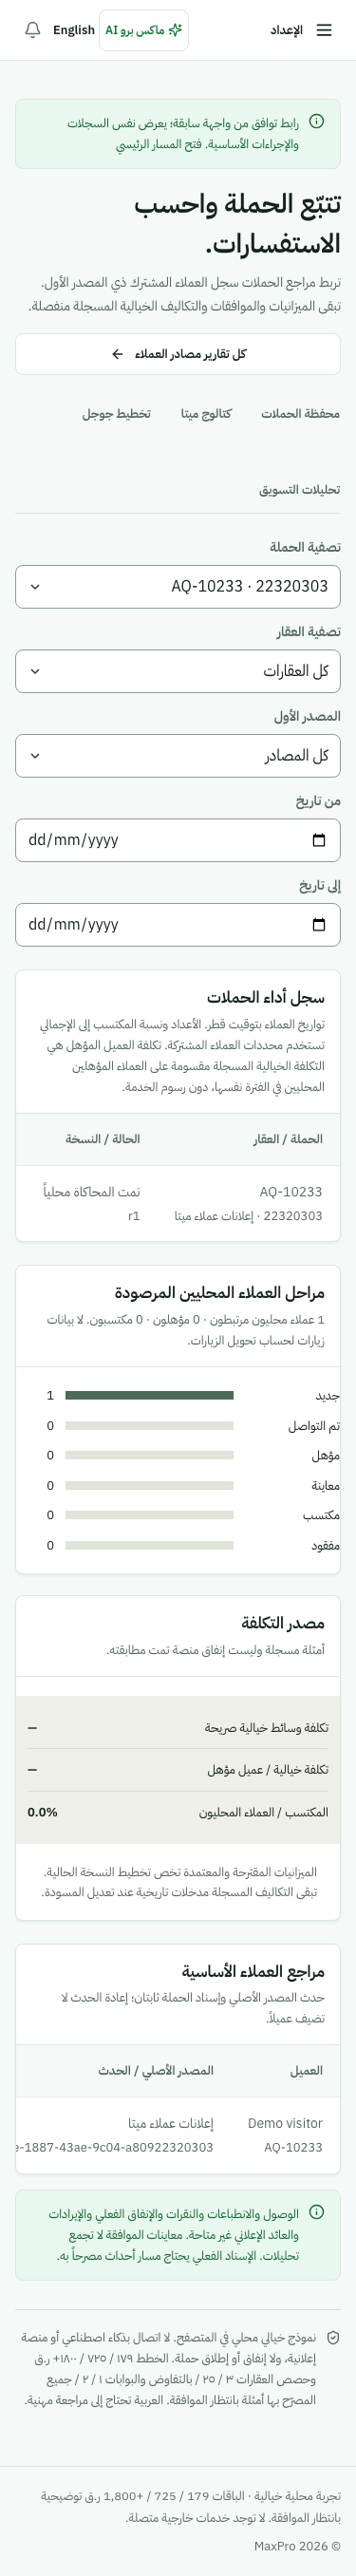 الإعداد
ماكس برو AI
English
رابط توافق من واجهة سابقة؛ يعرض نفس السجلات
والإجراءات الأساسية. فتح المسار الرئيسي
تتبّع الحملة واحسب
الاستفسارات.
تربط مراجع الحملات سجل العملاء المشترك ذي المصدر الأول.
تبقى الميزانيات والموافقات والتكاليف الخيالية المسجلة منفصلة.
كل تقارير مصادر العملاء
محفظة الحملات
كتالوج ميتا
تخطيط جوجل
تحليلات التسويق
تصفية الحملة
AQ-10233 · 22320303
تصفية العقار
كل العقارات
المصدر الأول
كل المصادر
من تاريخ
dd/mm/yyyy
إلى تاريخ
dd/mm/yyyy
سجل أداء الحملات
تواريخ العملاء بتوقيت قطر. الأعداد ونسبة المكتسب إلى الإجمالي
تستخدم محددات العملاء المشتركة. تكلفة العميل المؤهل هي
التكلفة الخيالية المسجلة مقسومة على العملاء المؤهلين
المحليين في الفترة نفسها، دون رسوم الخدمة.
الحملة / العقار
الحالة / النسخة
AQ-10233
تمت المحاكاة محلياً
22320303 · إعلانات عملاء ميتا
r1
مراحل العملاء المحليين المرصودة
1 عملاء محليون مرتبطون · 0 مؤهلون · 0 مكتسبون. لا بيانات
زيارات لحساب تحويل الزيارات.
جديد 1
تم التواصل 0
مؤهل 0
معاينة 0
مكتسب 0
مفقود 0
مصدر التكلفة
أمثلة مسجلة وليست إنفاق منصة تمت مطابقته.
تكلفة وسائط خيالية صريحة —
تكلفة خيالية / عميل مؤهل —
المكتسب / العملاء المحليون 0.0%
الميزانيات المقترحة والمعتمدة تخص تخطيط النسخة الحالية.
تبقى التكاليف المسجلة مدخلات تاريخية عند تعديل المسودة.
مراجع العملاء الأساسية
حدث المصدر الأصلي وإسناد الحملة ثابتان؛ إعادة الحدث لا
تضيف عميلاً.
العميل
المصدر الأصلي / الحدث
Demo visitor
إعلانات عملاء ميتا
AQ-10233
e-1887-43ae-9c04-a80922320303
الوصول والانطباعات والنقرات والإنفاق الفعلي والإيرادات
والعائد الإعلاني غير متاحة. معاينات الموافقة لا تجمع
تحليلات. الإسناد الفعلي يحتاج مسار أحداث مصرحاً به.
نموذج خيالي محلي في المتصفح. لا اتصال بذكاء اصطناعي أو منصة
إعلانية، ولا إنفاق أو إطلاق حملة. الخطط ١٧٩ / ٧٢٥ / ١٨٠٠+ ر.ق
وحصص العقارات ٣ / ٢٥ / بالتفاوض والبوابات ١ / ٢ / جميع
المصرّح بها أمثلة بانتظار الموافقة. العربية تحتاج إلى مراجعة مهنية.
تجربة محلية خيالية · الباقات 179 / 725 / +1,800 ر.ق توضيحية
بانتظار الموافقة. لا توجد خدمات خارجية متصلة.
© 2026 MaxPro